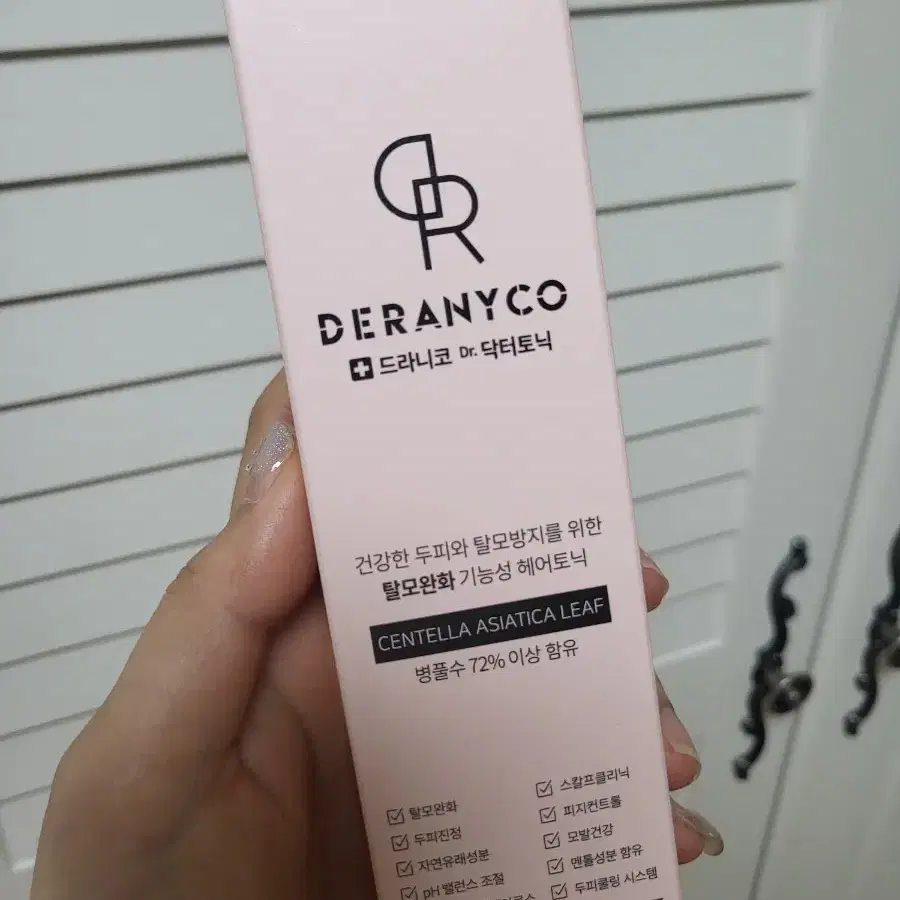 DR
DERANYCO
드라니코 Dr. 닥터토닉
건강한 두피와 탈모방지를 위한
탈모완화 기능성 헤어토닉
CENTELLA ASIATICA LEAF
병풀수 72% 이상 함유
탈모완화
두피진정
자연유래성분
pH 밸런스 조절
스칼프클리닉
피지컨트롤
모발건강
멘톨성분 함유
두피쿨링 시스템